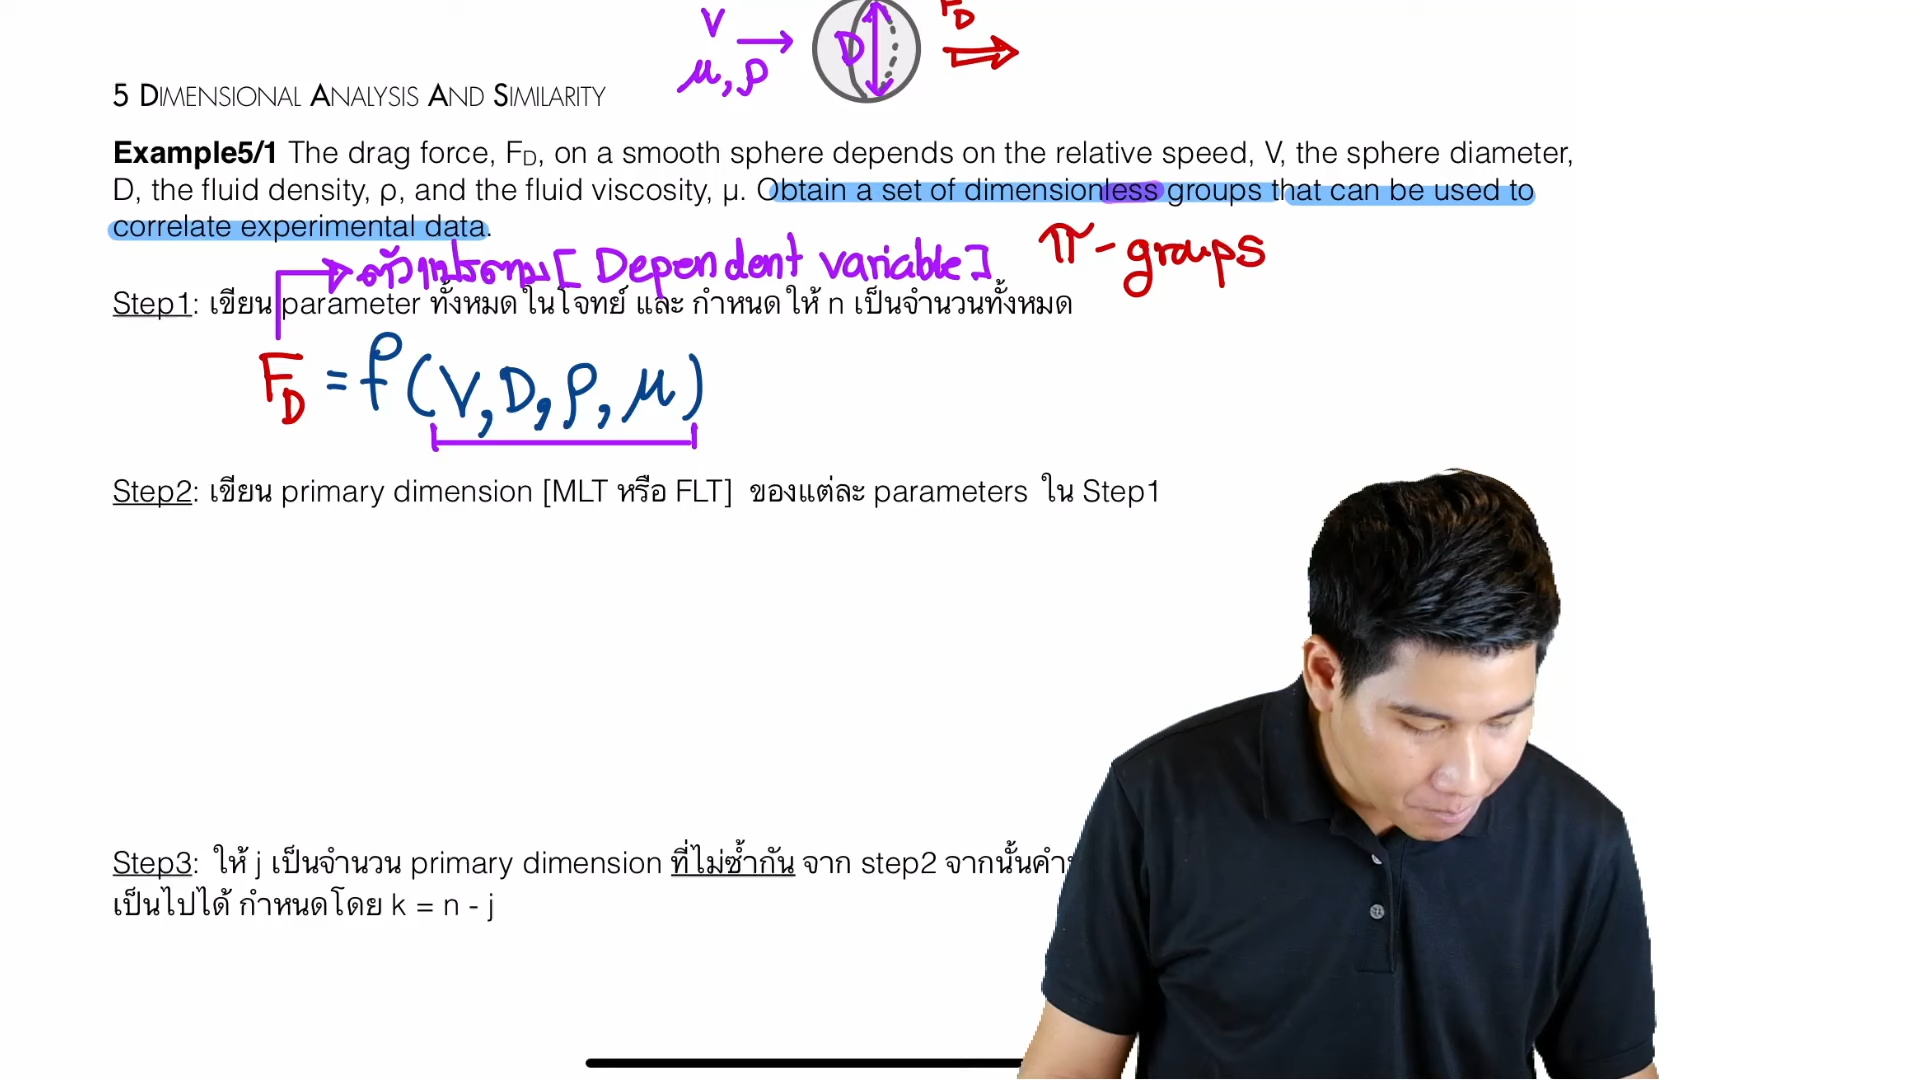 V
μ, ρ
D
F_D
5 DIMENSIONAL ANALYSIS AND SIMILARITY
Example5/1 The drag force, F_D, on a smooth sphere depends on the relative speed, V, the sphere diameter,
D, the fluid density, ρ, and the fluid viscosity, μ. Obtain a set of dimensionless groups that can be used to
correlate experimental data.
π-groups
ตัวแปรตาม [ Dependent variable ]
Step1: เขียน parameter ทั้งหมด ในโจทย์ และ กำหนด ให้ n เป็นจำนวนทั้งหมด
F_D = f(V, D, ρ, μ)
Step2: เขียน primary dimension [MLT หรือ FLT] ของแต่ละ parameters ใน Step1
Step3: ให้ j เป็นจำนวน primary dimension ที่ไม่ซ้ำกัน จาก step2 จากนั้น
เป็นไปได้ กำหนดโดย k = n - j